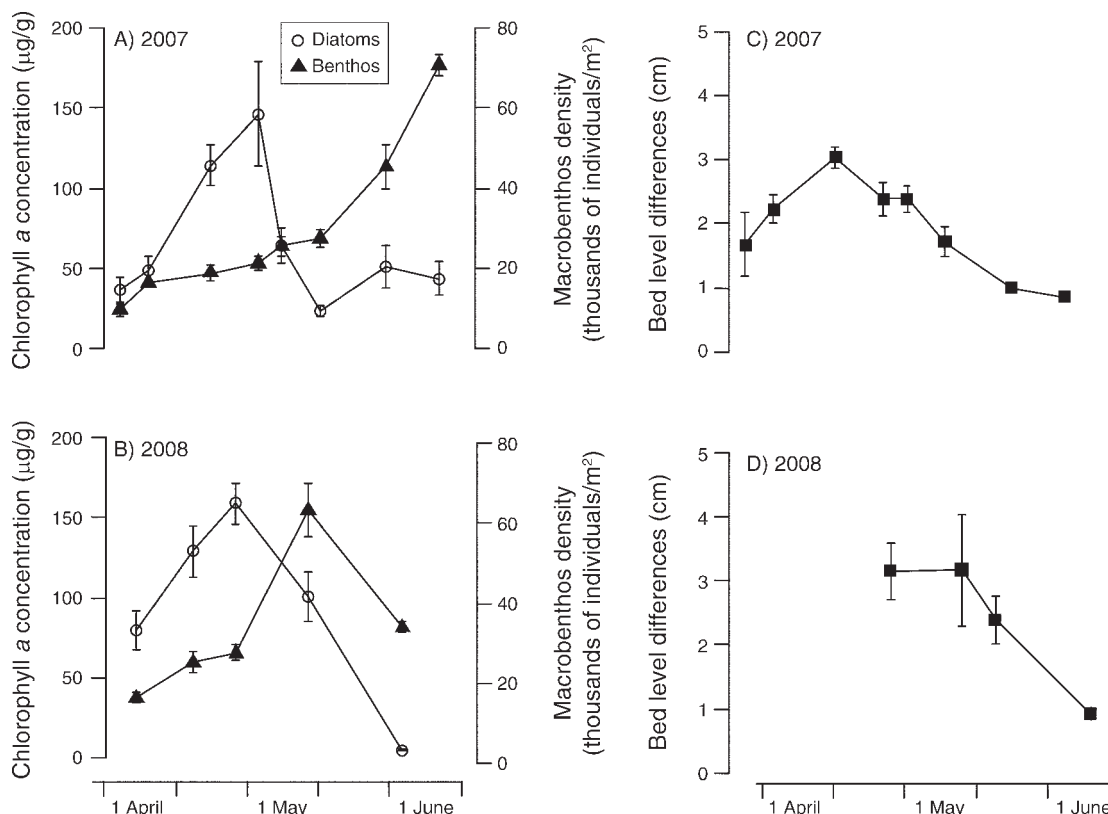 A) 2007
Diatoms
Benthos
Chlorophyll a concentration (µg/g)
200
150
100
50
0
80
60
40
20
0
Macrobenthos density
(thousands of individuals/m²)
C) 2007
Bed level differences (cm)
5
4
3
2
1
0
B) 2008
Chlorophyll a concentration (µg/g)
200
150
100
50
0
80
60
40
20
0
Macrobenthos density
(thousands of individuals/m²)
1 April
1 May
1 June
D) 2008
Bed level differences (cm)
5
4
3
2
1
0
1 April
1 May
1 June